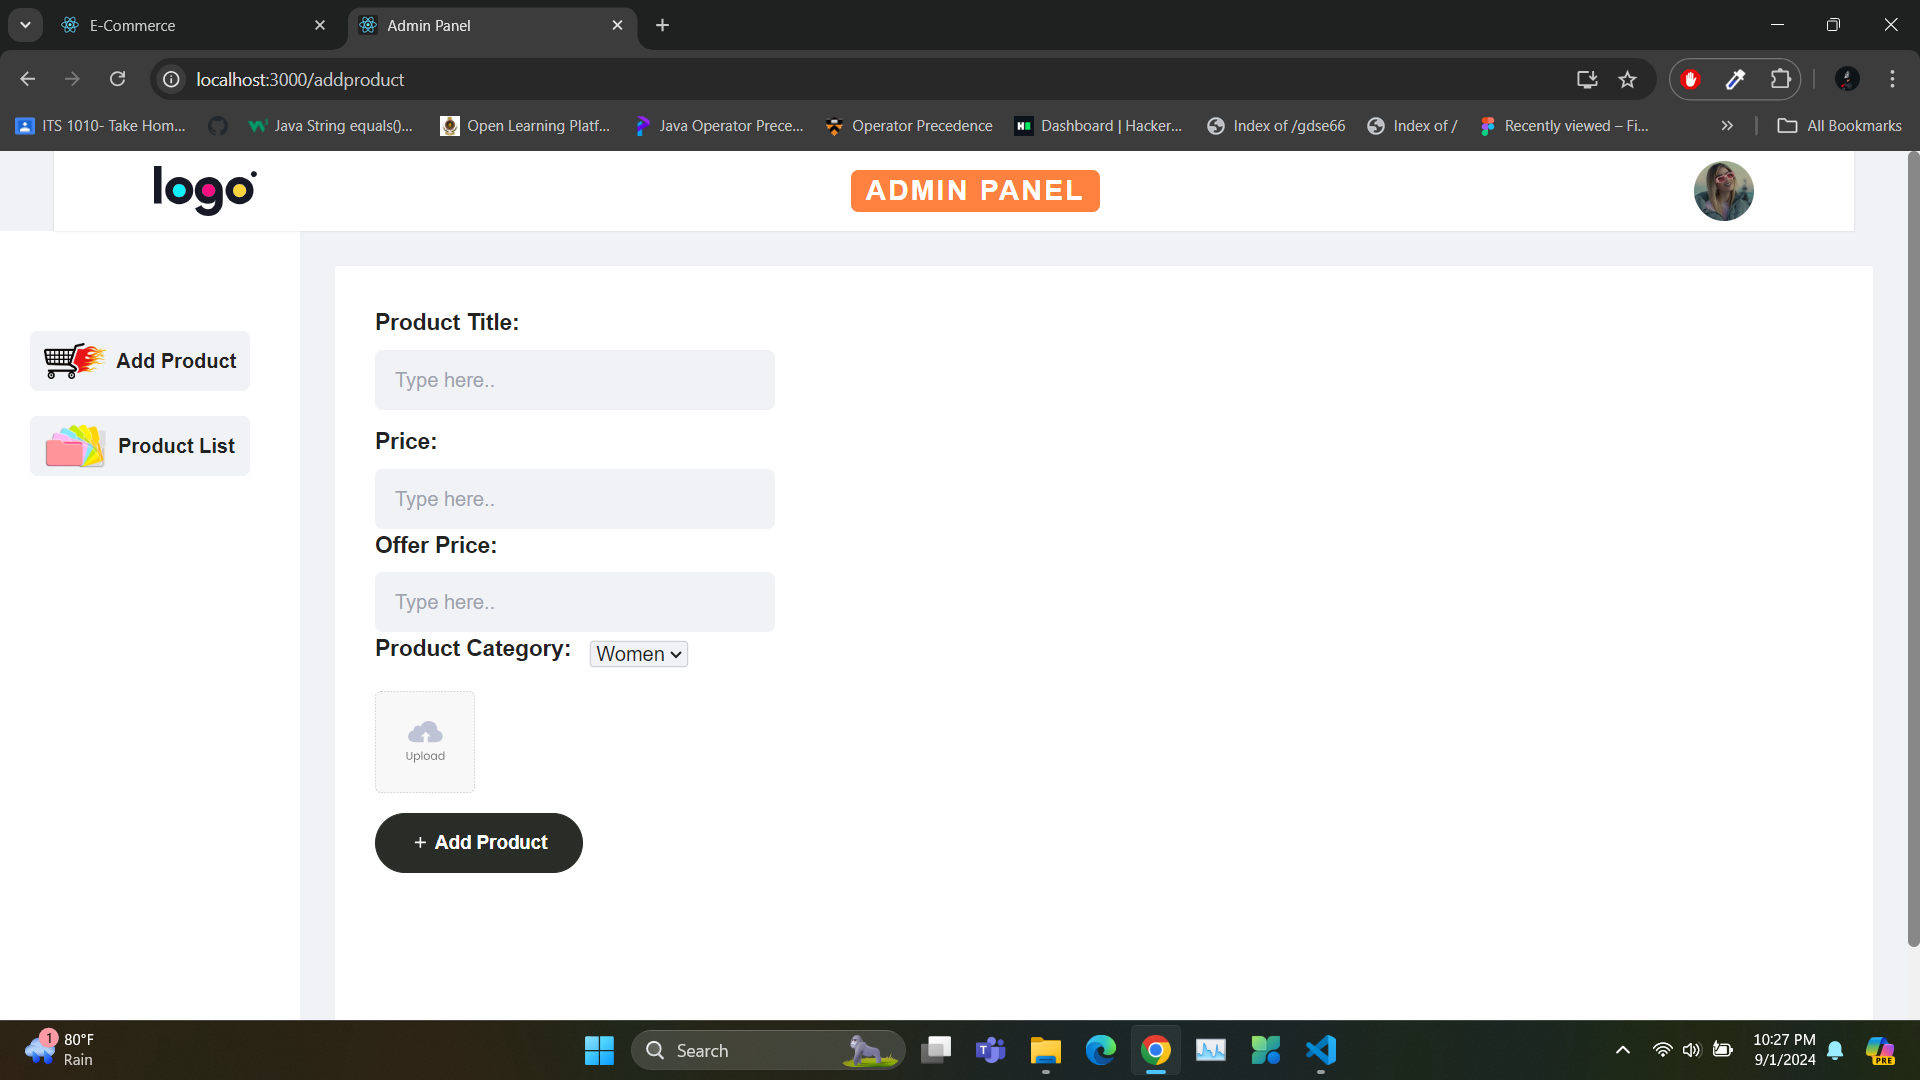 E-Commerce
Admin Panel
localhost:3000/addproduct
ITS 1010- Take Hom...
Java String equals()...
Open Learning Platf...
Java Operator Prece...
Operator Precedence
Dashboard | Hacker...
Index of /gdse66
Index of /
Recently viewed – Fi...
All Bookmarks
logo
ADMIN PANEL
Add Product
Product List
Product Title:
Type here..
Price:
Type here..
Offer Price:
Type here..
Product Category: Women
Upload
+ Add Product
1
80°F
Rain
Search
10:27 PM
9/1/2024
PRE